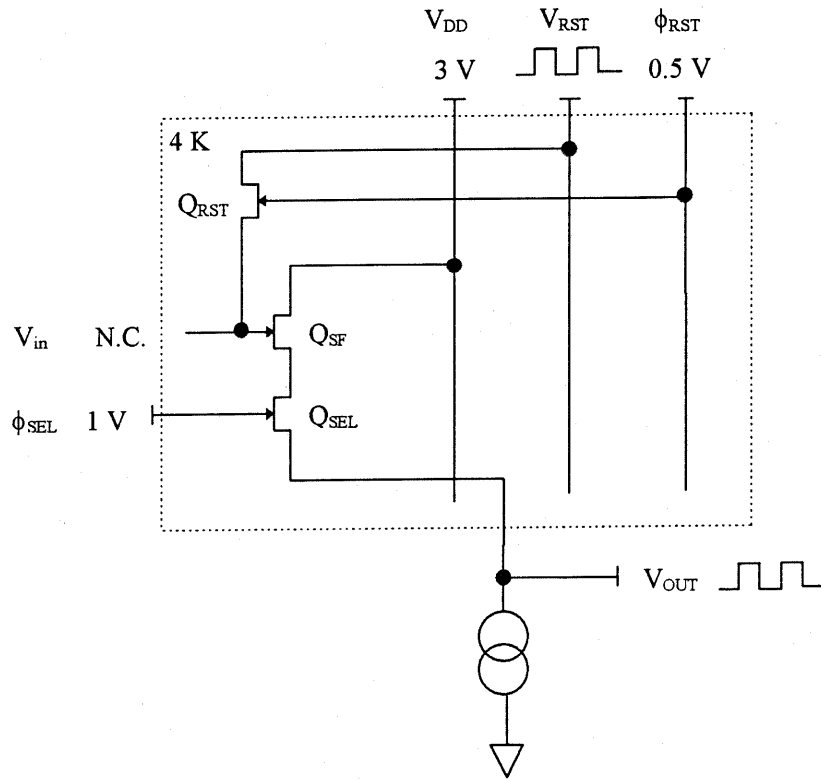 V_DD V_RST ϕ_RST
3 V 0.5 V
4 K
Q_RST
V_in N.C. Q_SF
ϕ_SEL 1 V Q_SEL
V_OUT